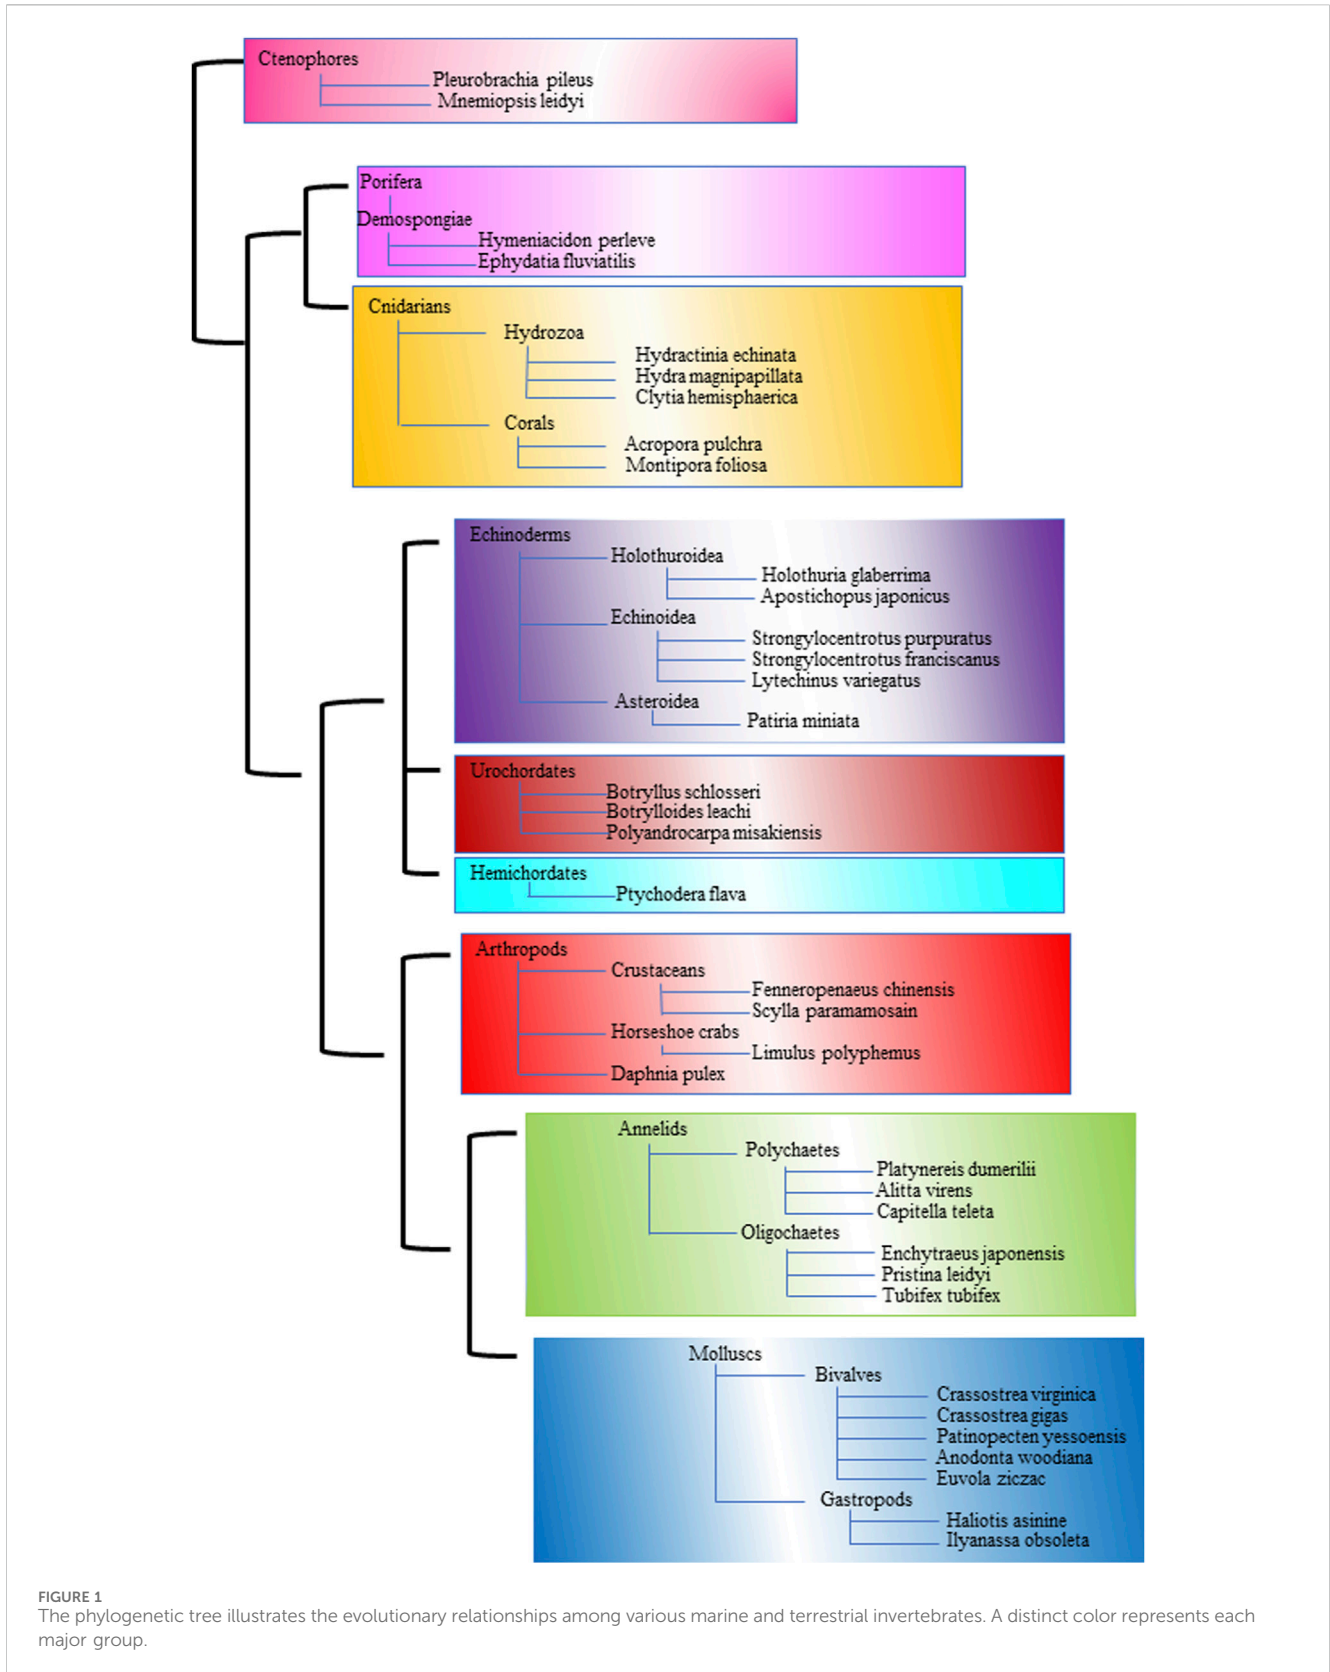 Ctenophores
Pleurobrachia pileus
Mnemiopsis leidyi
Porifera
Demospongiae
Hymeniacidon perleve
Ephydatia fluviatilis
Cnidarians
Hydrozoa
Hydractinia echinata
Hydra magnipapillata
Clytia hemisphaerica
Corals
Acropora pulchra
Montipora foliosa
Echinoderms
Holothuroidea
Holothuria glaberrima
Apostichopus japonicus
Echinoidea
Strongylocentrotus purpuratus
Strongylocentrotus franciscanus
Lytechinus variegatus
Asteroidea
Patiria miniata
Urochordates
Botryllus schlosseri
Botrylloides leachi
Polyandrocarpa misakiensis
Hemichordates
Ptychodera flava
Arthropods
Crustaceans
Fenneropenaeus chinensis
Scylla paramamosain
Horseshoe crabs
Limulus polyphemus
Daphnia pulex
Annelids
Polychaetes
Platynereis dumerilii
Alitta virens
Capitella teleta
Oligochaetes
Enchytraeus japonensis
Pristina leidyi
Tubifex tubifex
Molluscs
Bivalves
Crassostrea virginica
Crassostrea gigas
Patinopecten yessoensis
Anodonta woodiana
Euvola ziczac
Gastropods
Haliotis asinine
Ilyanassa obsoleta
FIGURE 1
The phylogenetic tree illustrates the evolutionary relationships among various marine and terrestrial invertebrates. A distinct color represents each
major group.